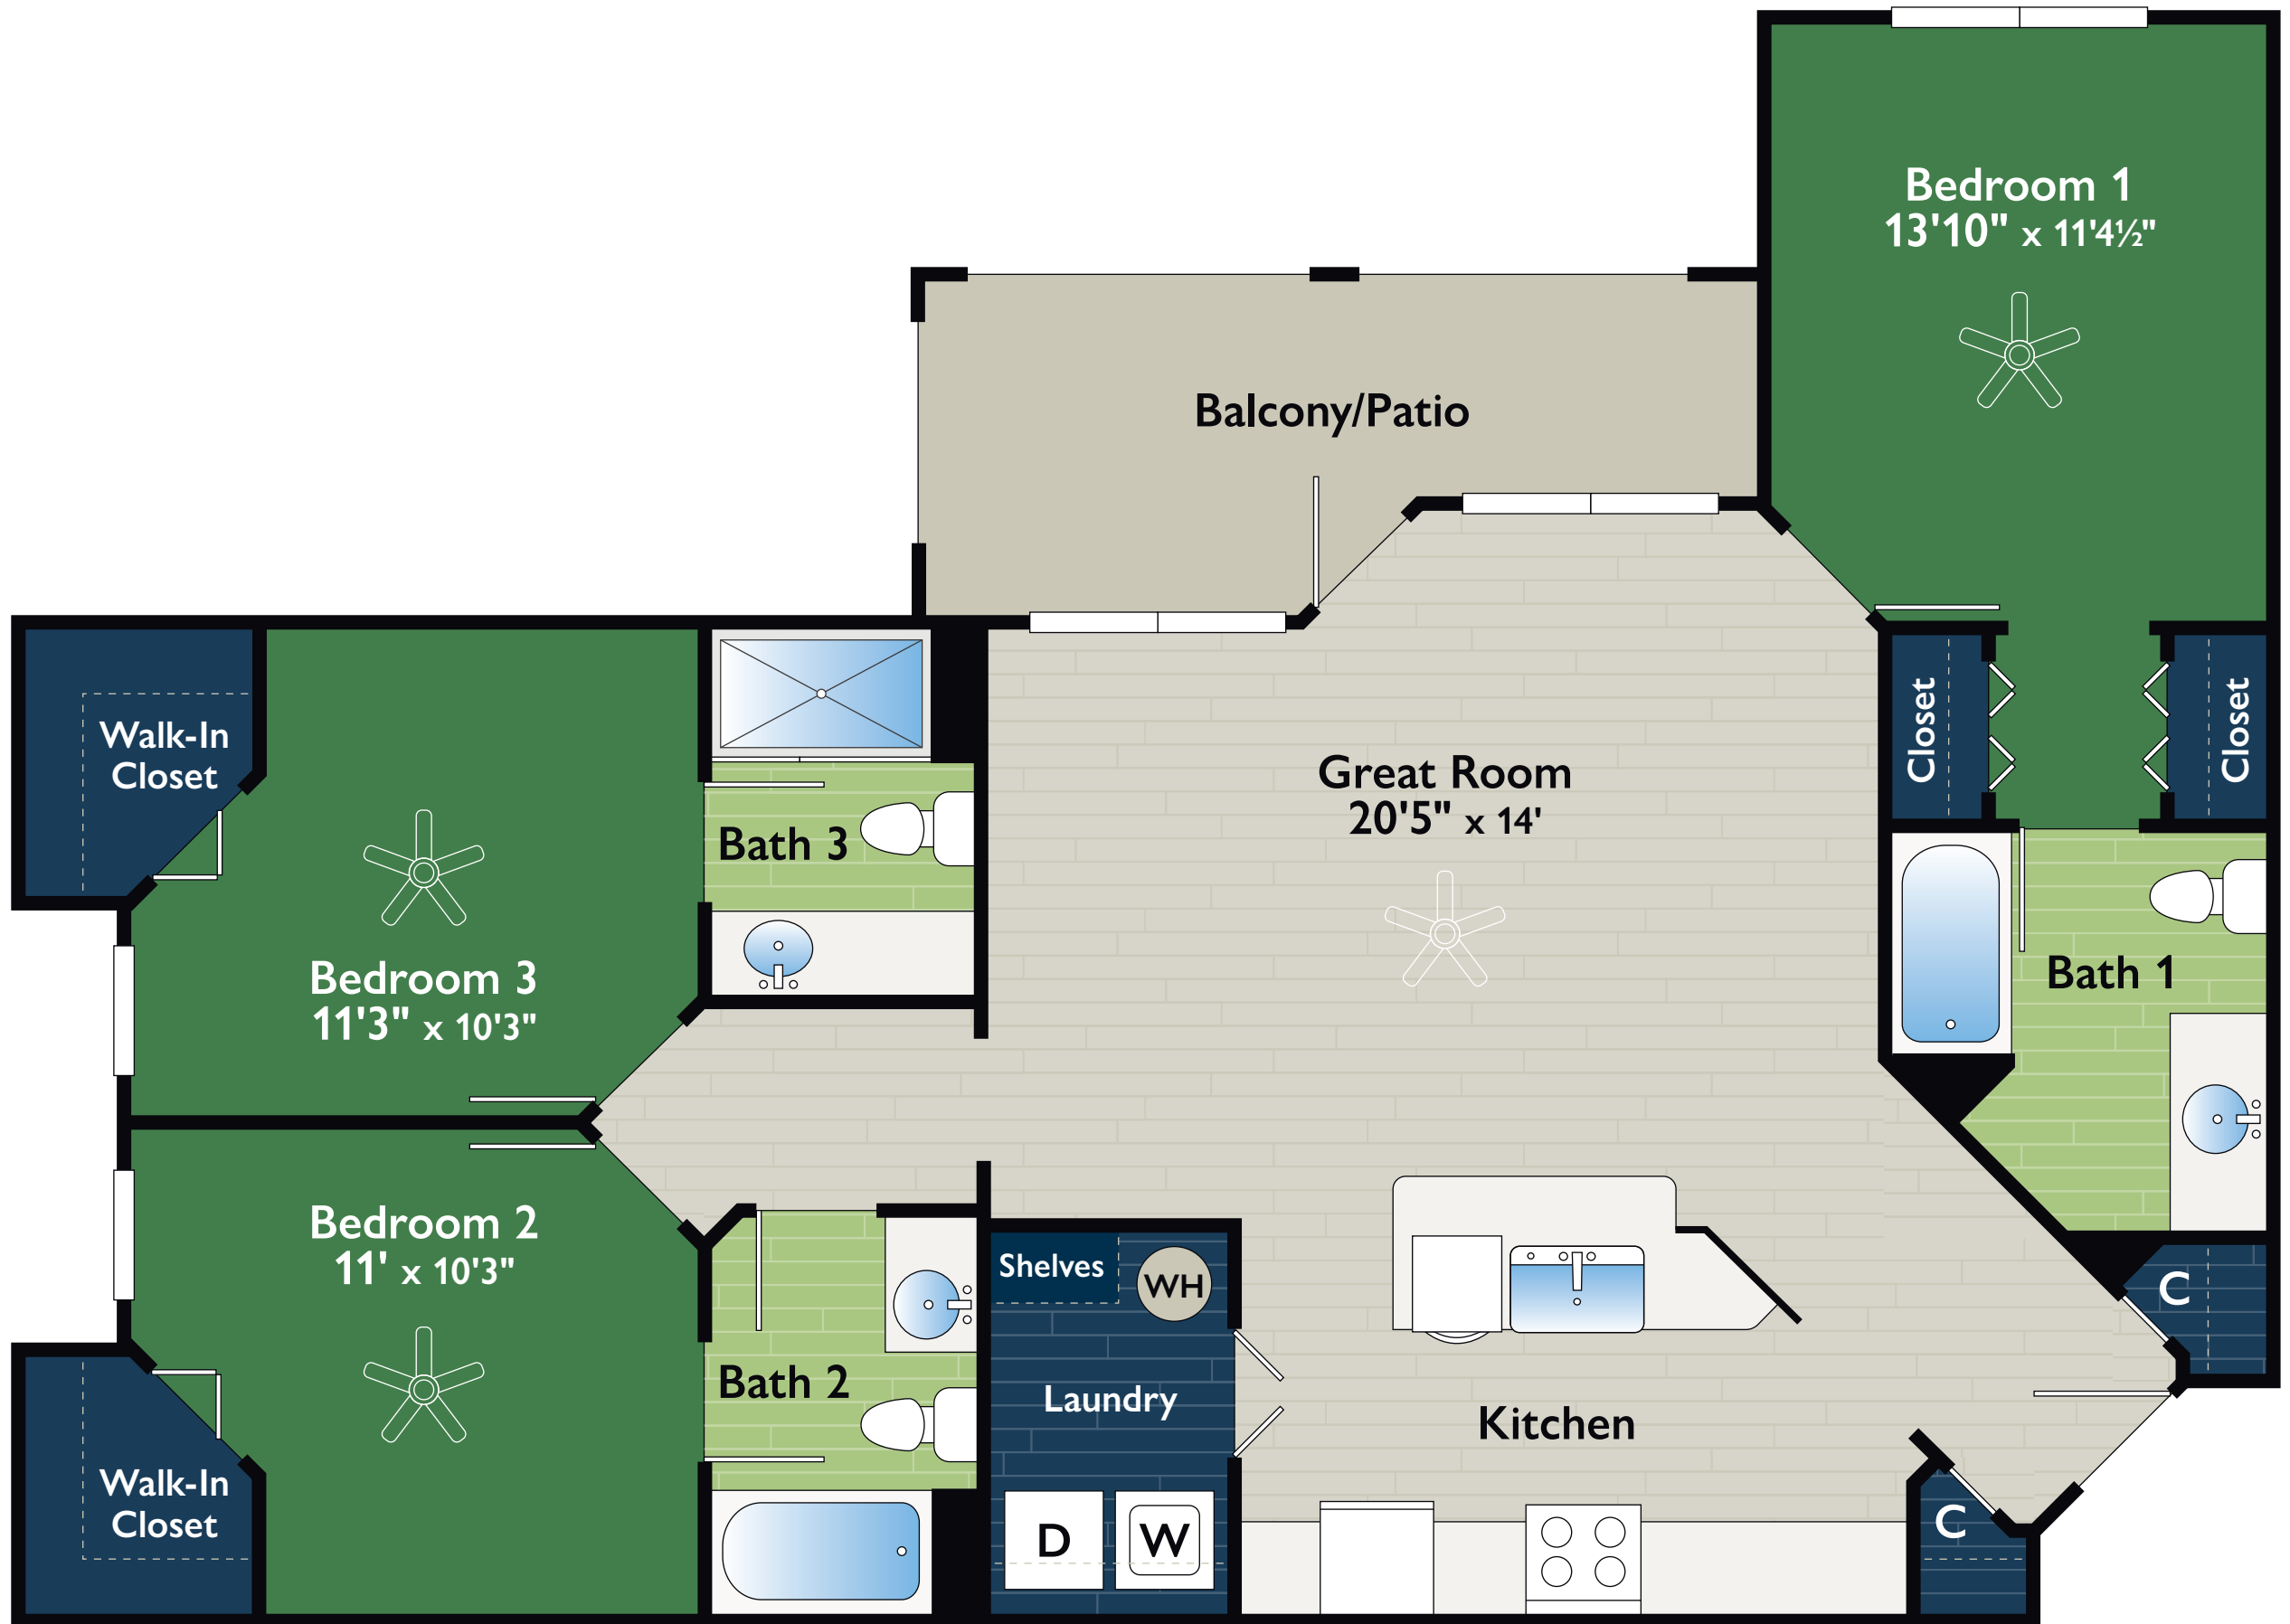 Bedroom 1
13'10" x 11'4½"
Balcony/Patio
Walk-In
Closet
Closet
Closet
Great Room
20'5" x 14'
Bath 3
Bedroom 3
11'3" x 10'3"
Bath 1
Bedroom 2
11' x 10'3"
Shelves
WH
C
Bath 2
Laundry
Kitchen
Walk-In
Closet
D
W
C